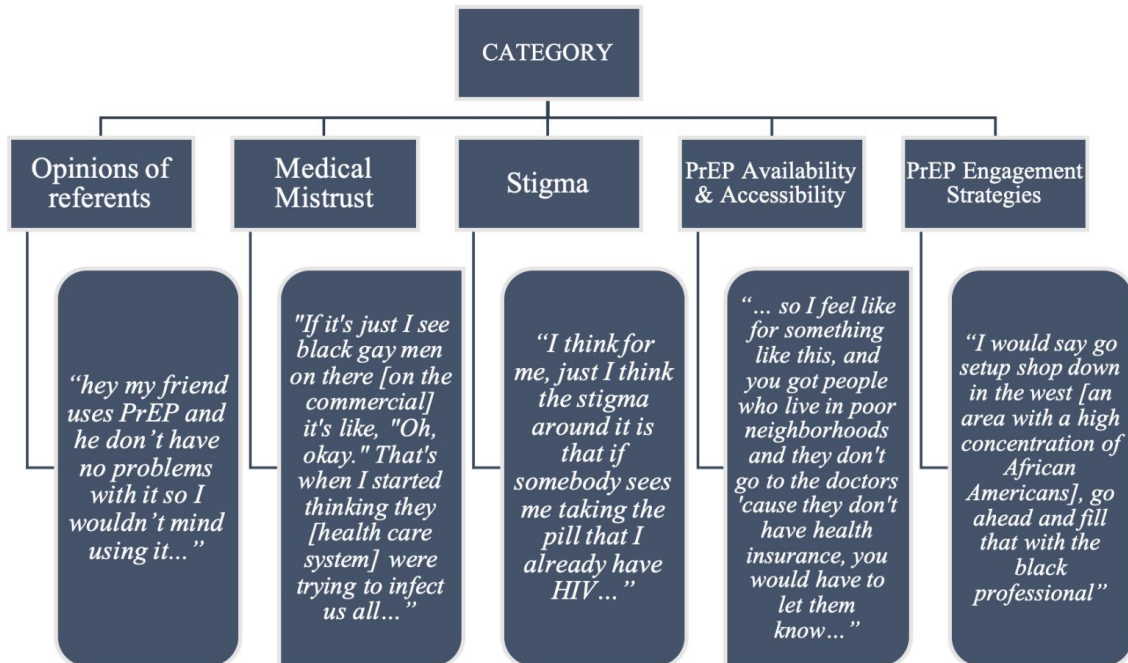 CATEGORY
Opinions of
referents
Medical
Mistrust
Stigma
PrEP Availability
& Accessibility
PrEP Engagement
Strategies
“hey my friend
uses PrEP and
he don’t have
no problems
with it so I
wouldn’t mind
using it…”
"If it's just I see
black gay men
on there [on the
commercial]
it's like, "Oh,
okay." That's
when I started
thinking they
[health care
system] were
trying to infect
us all…”
“I think for
me, just I think
the stigma
around it is
that if
somebody sees
me taking the
pill that I
already have
HIV…”
“… so I feel like
for something
like this, and
you got people
who live in poor
neighborhoods
and they don't
go to the doctors
'cause they don't
have health
insurance, you
would have to
let them
know…”
“I would say go
setup shop down
in the west [an
area with a high
concentration of
African
Americans], go
ahead and fill
that with the
black
professional”